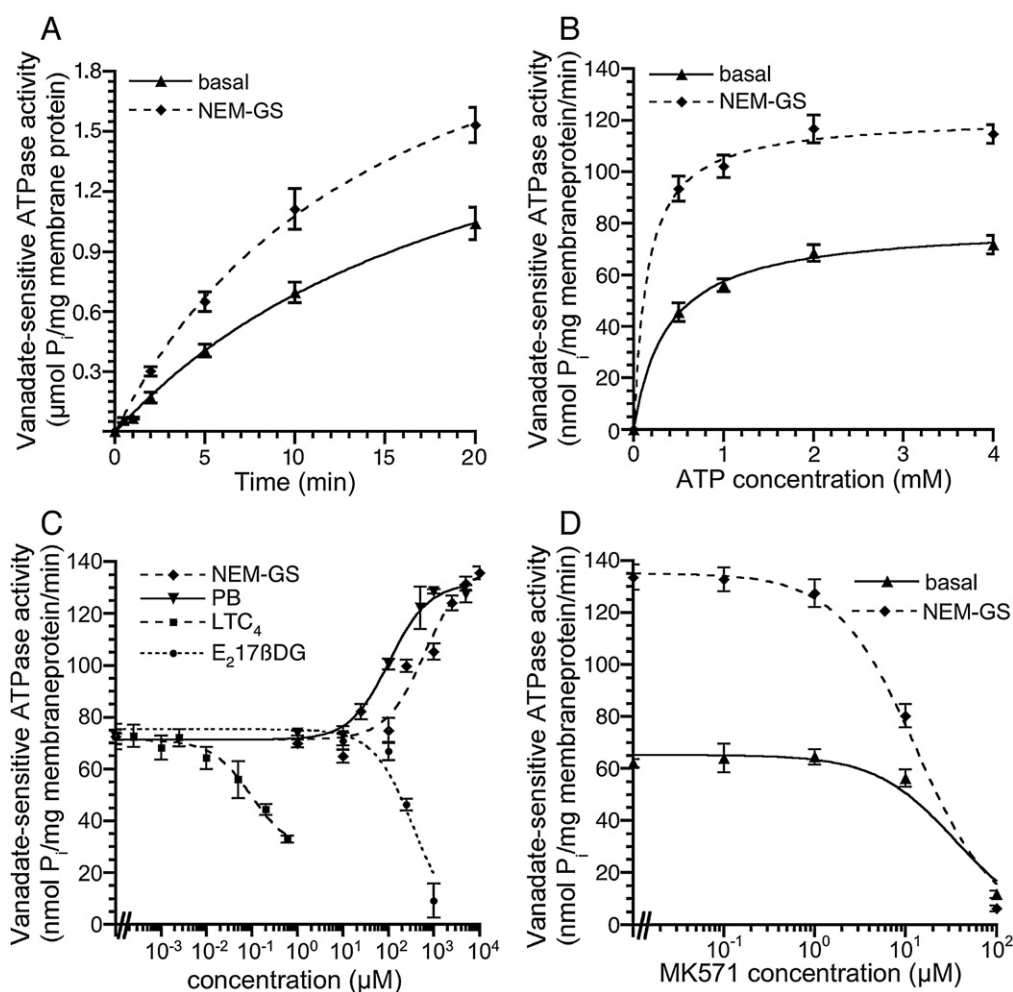 A
Vanadate-sensitive ATPase activity
(µmol Pi/mg membrane protein)
1.8
1.5
1.2
0.9
0.6
0.3
basal
NEM-GS
0 5 10 15 20
Time (min)
B
Vanadate-sensitive ATPase activity
(nmol Pi/mg membraneprotein/min)
140
120
100
80
60
40
20
0
basal
NEM-GS
0 1 2 3 4
ATP concentration (mM)
C
Vanadate-sensitive ATPase activity
(nmol Pi/mg membraneprotein/min)
140
120
100
80
60
40
20
0
NEM-GS
PB
LTC4
E217ßDG
10-3 10-2 10-1 100 101 102 103 104
concentration (µM)
D
Vanadate-sensitive ATPase activity
(nmol Pi/mg membraneprotein/min)
140
120
100
80
60
40
20
0
basal
NEM-GS
10-1 100 101 102
MK571 concentration (µM)